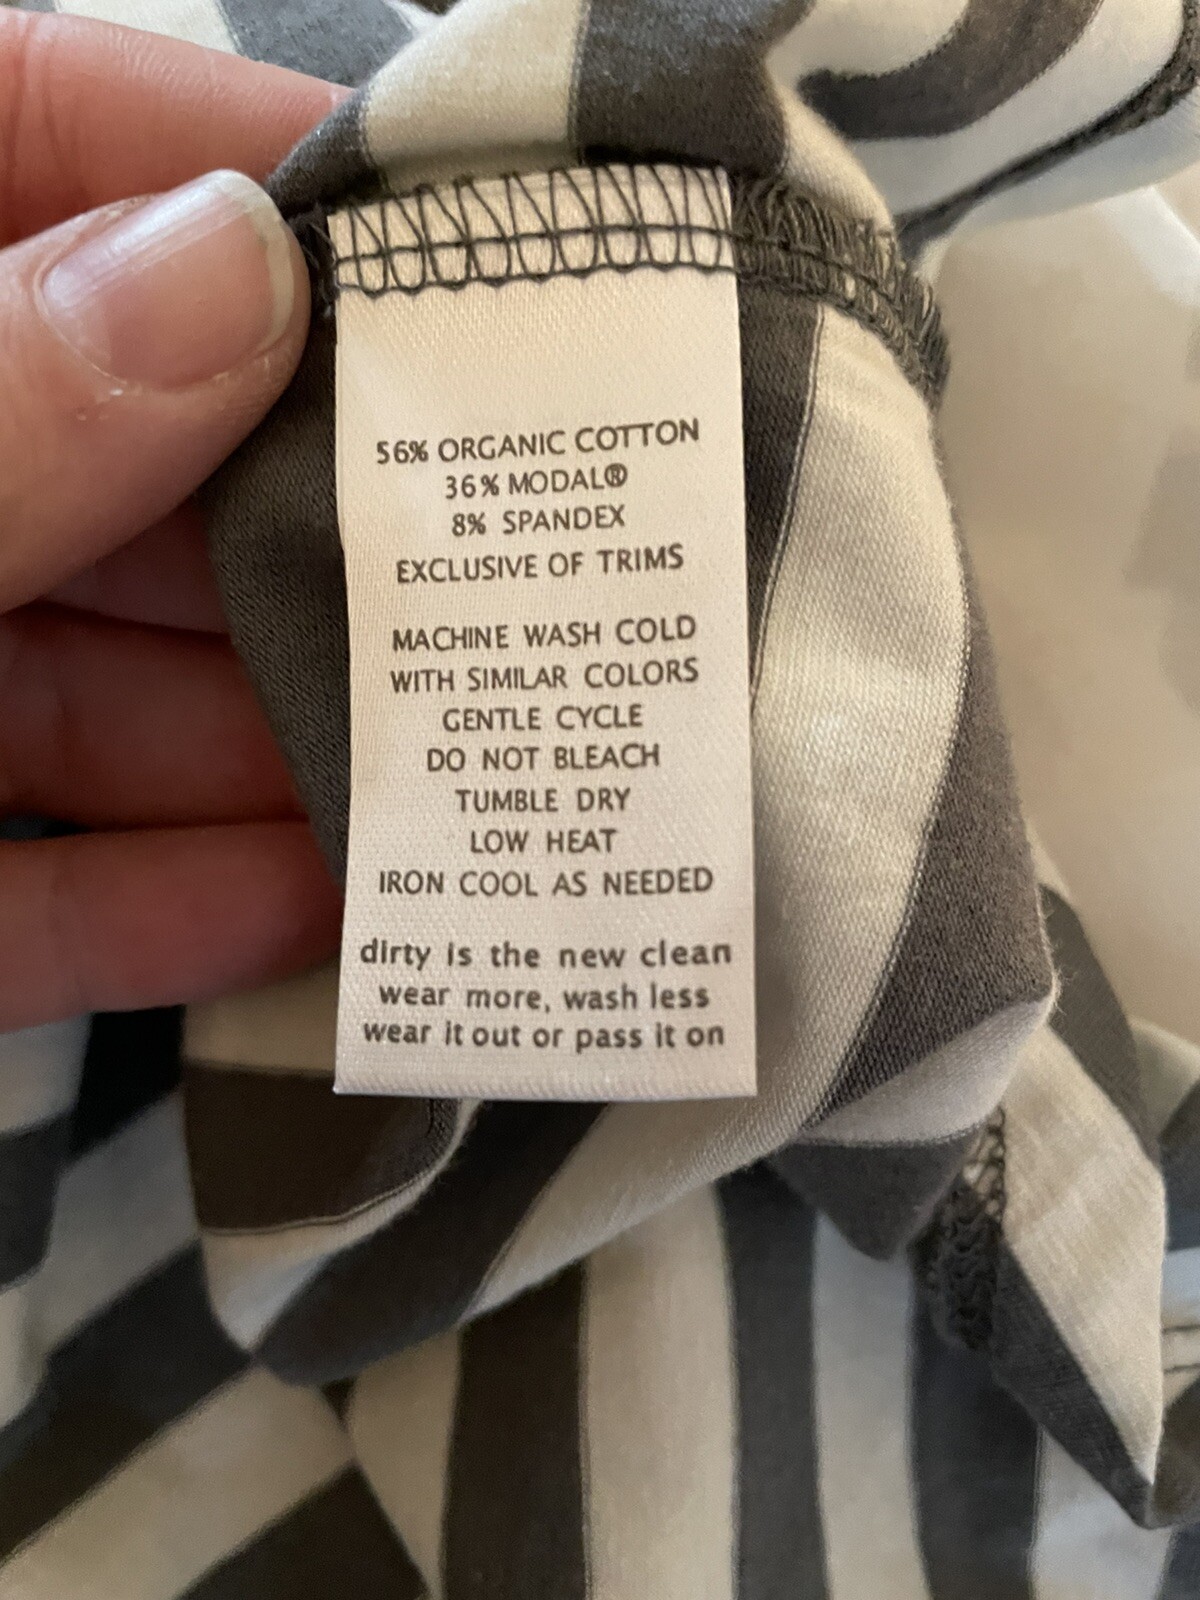 56% ORGANIC COTTON
36% MODAL®
8% SPANDEX
EXCLUSIVE OF TRIMS
MACHINE WASH COLD
WITH SIMILAR COLORS
GENTLE CYCLE
DO NOT BLEACH
TUMBLE DRY
LOW HEAT
IRON COOL AS NEEDED
dirty is the new clean
wear more, wash less
wear it out or pass it on